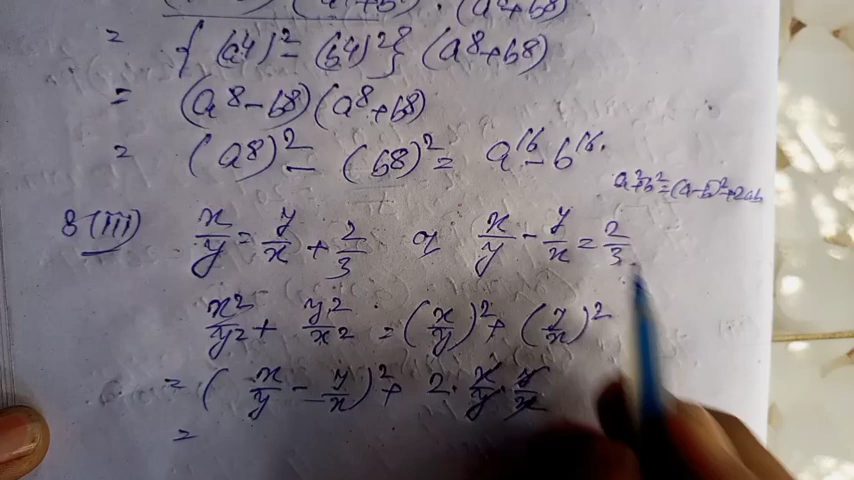 = { (a⁴)² - (b⁴)² } (a⁸+b⁸)
= (a⁸-b⁸) (a⁸+b⁸)
= (a⁸)² - (b⁸)² = a¹⁶ - b¹⁶.
a²+b² = (a-b)²+2ab
8(iii) x/y = y/x + 2/3 or x/y - y/x = 2/3
x²/y² + y²/x² = (x/y)² + (y/x)²
= ( x/y - y/x )² + 2. x/y . y/x
=